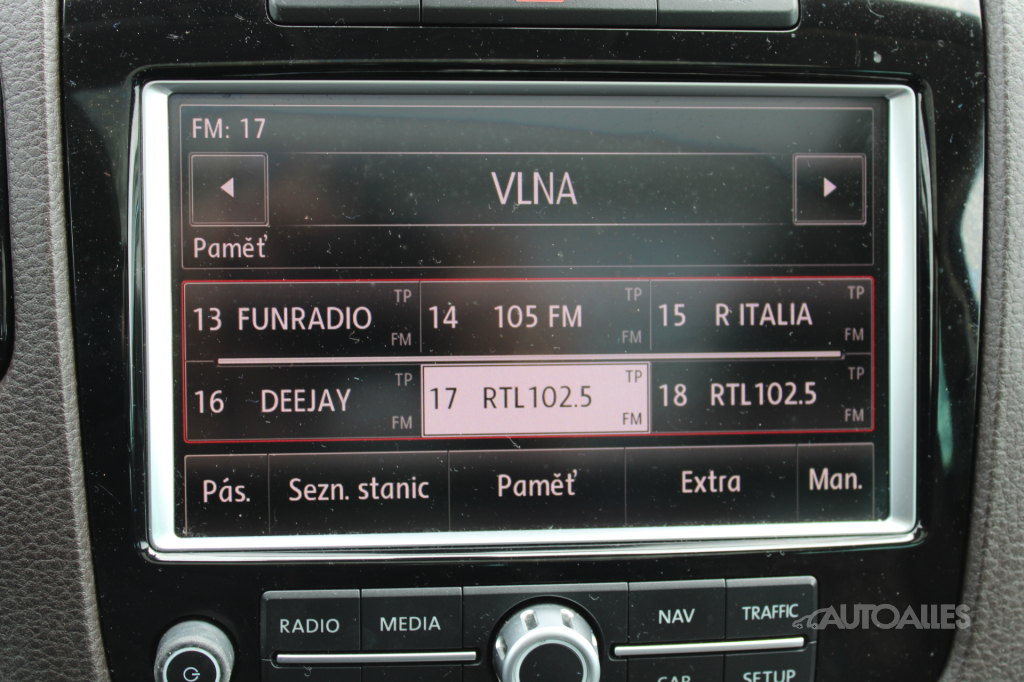 FM: 17
VLNA
Paměť
13 FUNRADIO TP FM
14 105 FM TP FM
15 R ITALIA TP FM
16 DEEJAY TP FM
17 RTL102.5 TP FM
18 RTL102.5 TP FM
Pás. Sezn. stanic Paměť Extra Man.
RADIO MEDIA NAV TRAFFIC
CAR SETUP
AUTOALLES